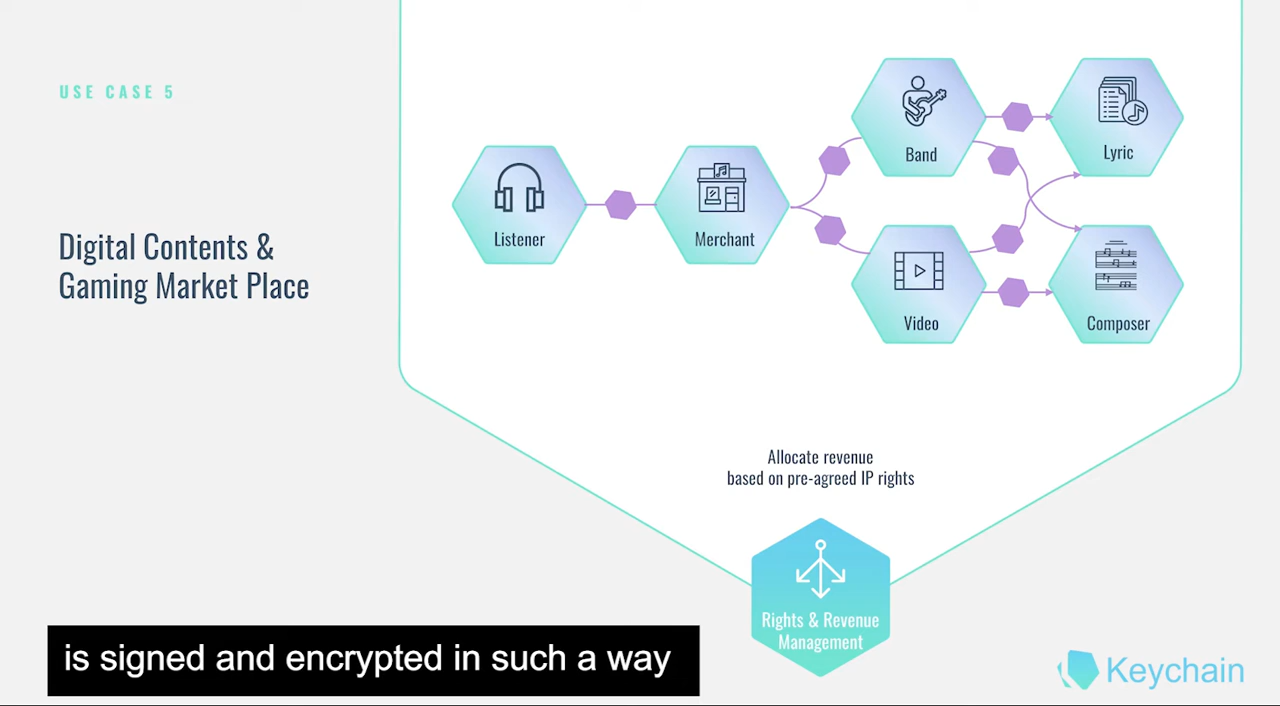 USE CASE 5
Digital Contents &
Gaming Market Place
Listener
Merchant
Band
Video
Lyric
Composer
Allocate revenue
based on pre-agreed IP rights
Rights & Revenue
Management
is signed and encrypted in such a way
Keychain